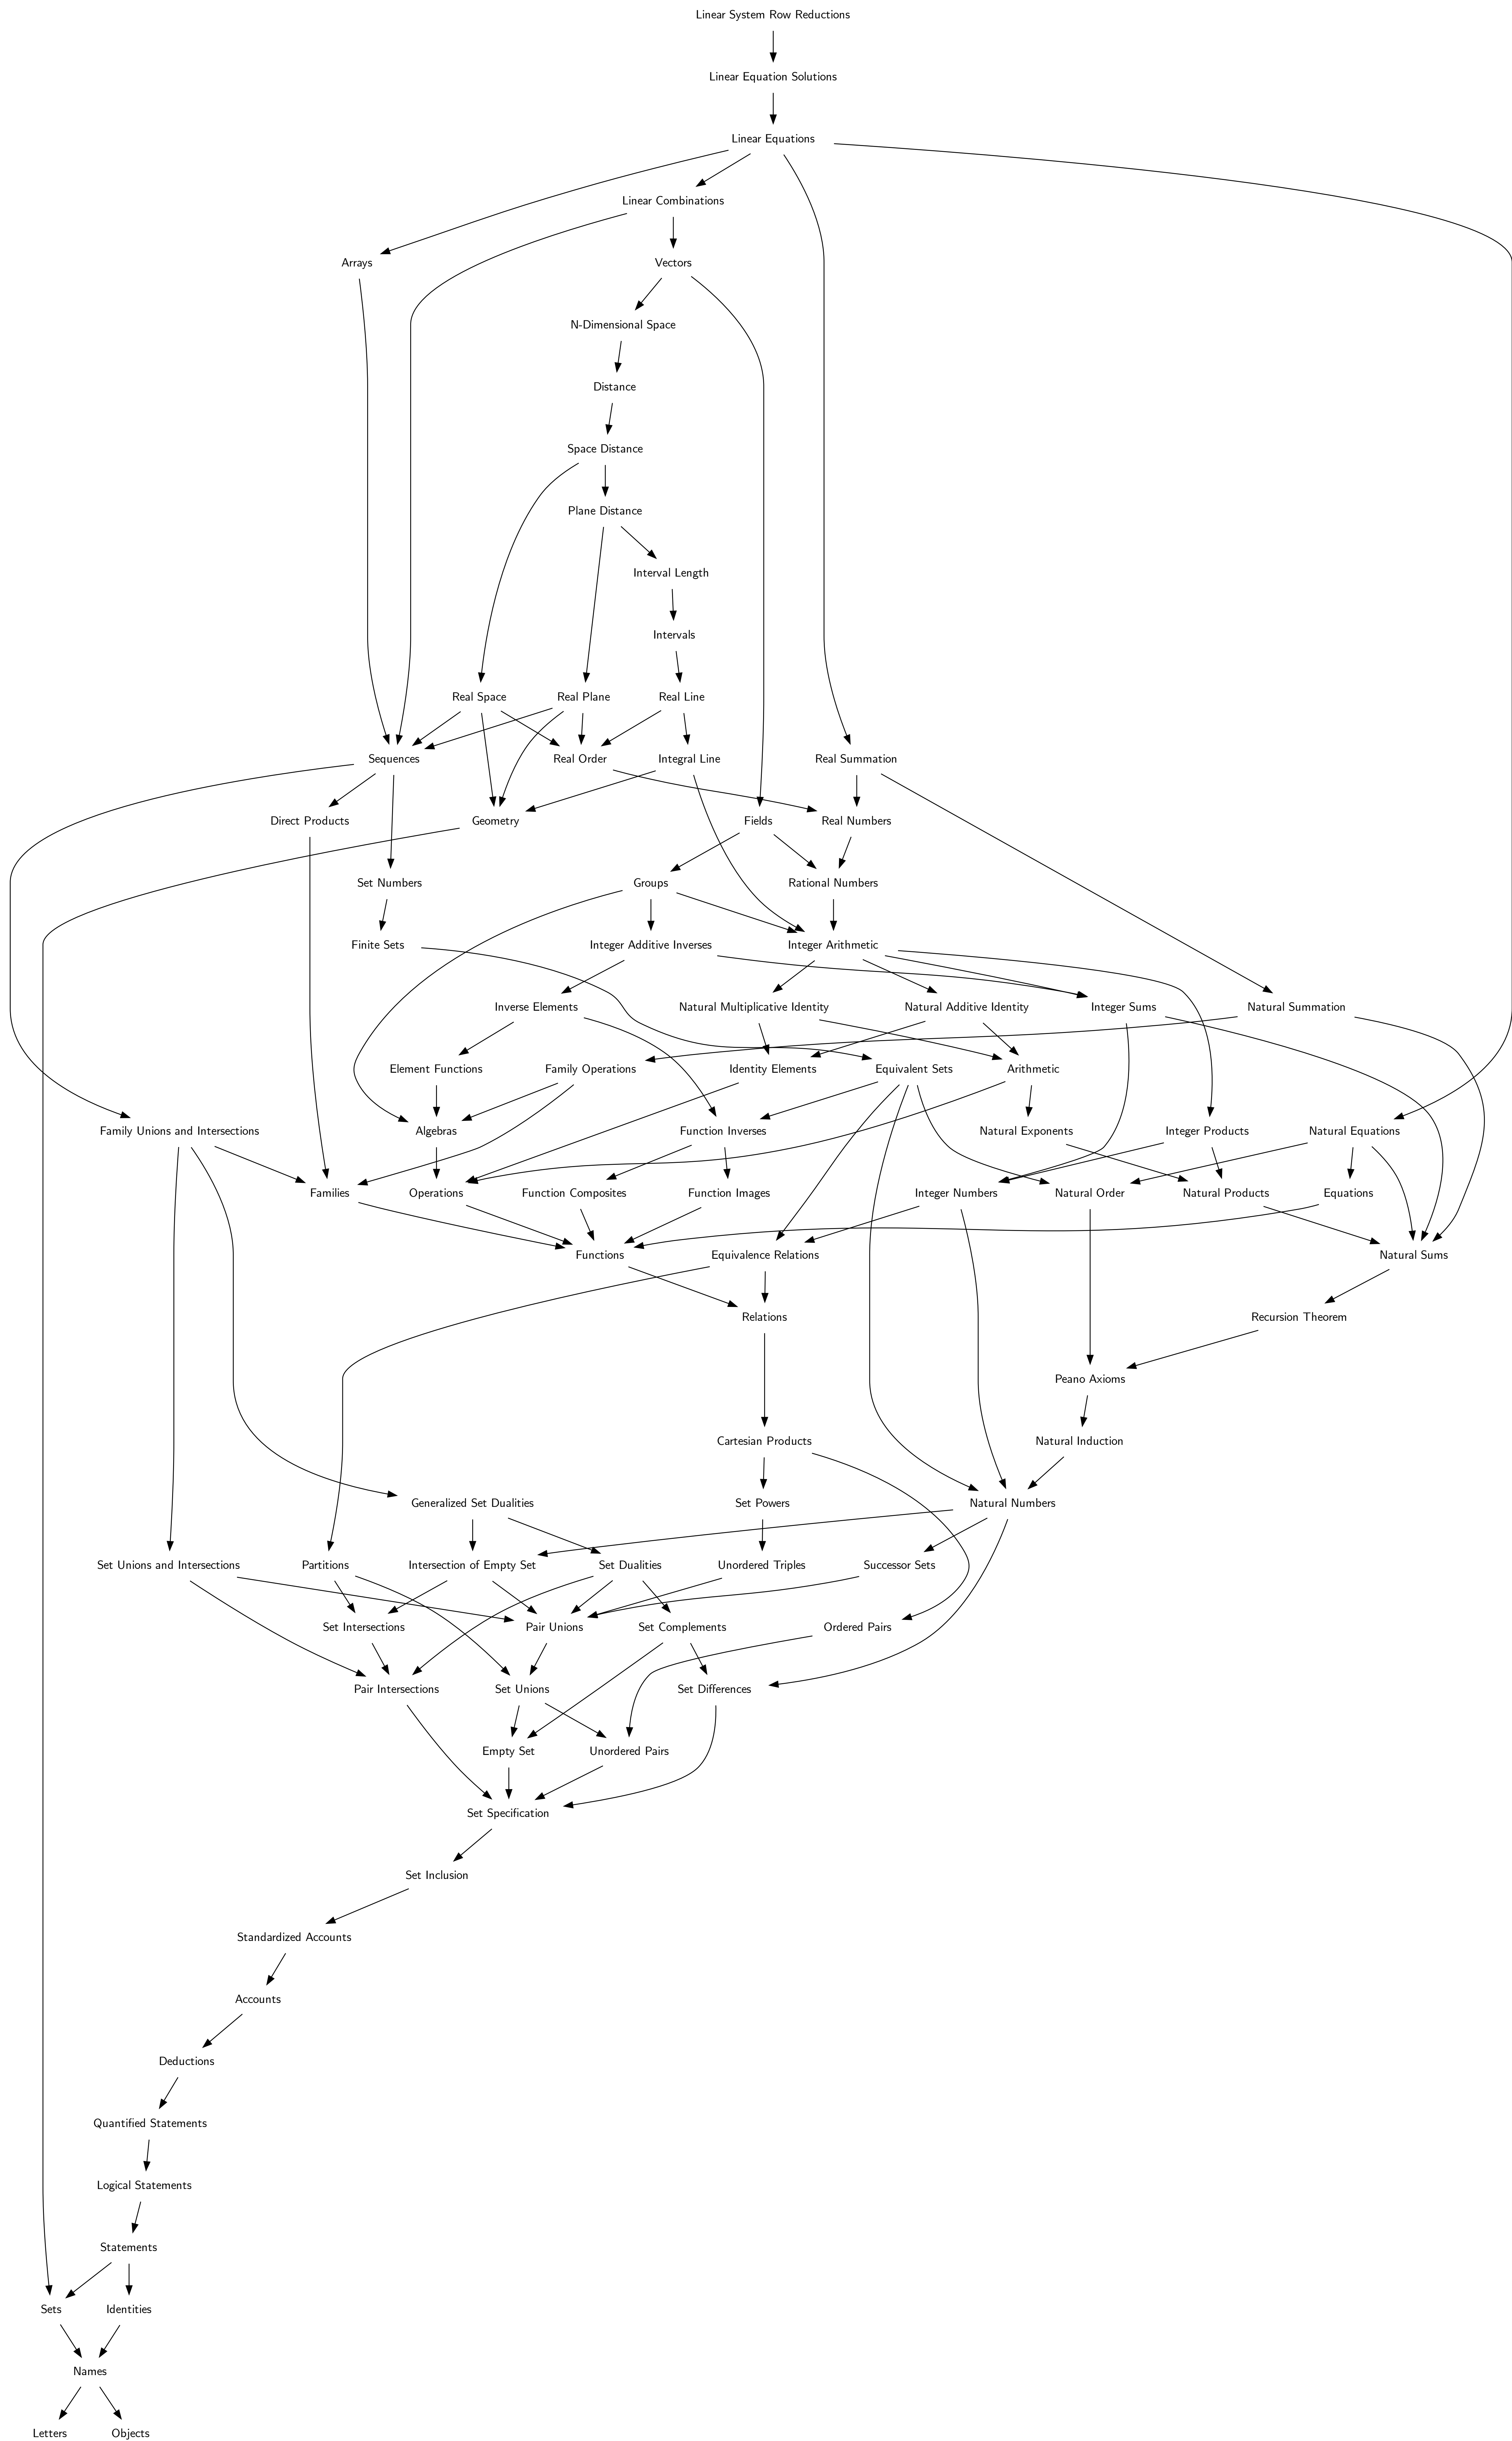 Linear System Row Reductions
Linear Equation Solutions
Linear Equations
Linear Combinations
Arrays
Vectors
N-Dimensional Space
Distance
Space Distance
Plane Distance
Interval Length
Intervals
Real Space
Real Plane
Real Line
Sequences
Real Order
Integral Line
Real Summation
Direct Products
Geometry
Fields
Real Numbers
Set Numbers
Groups
Rational Numbers
Finite Sets
Integer Additive Inverses
Integer Arithmetic
Inverse Elements
Natural Multiplicative Identity
Natural Additive Identity
Integer Sums
Natural Summation
Element Functions
Family Operations
Identity Elements
Equivalent Sets
Arithmetic
Family Unions and Intersections
Algebras
Function Inverses
Natural Exponents
Integer Products
Natural Equations
Families
Operations
Function Composites
Function Images
Integer Numbers
Natural Order
Natural Products
Equations
Functions
Equivalence Relations
Natural Sums
Relations
Recursion Theorem
Peano Axioms
Cartesian Products
Natural Induction
Generalized Set Dualities
Set Powers
Natural Numbers
Set Unions and Intersections
Partitions
Intersection of Empty Set
Set Dualities
Unordered Triples
Successor Sets
Set Intersections
Pair Unions
Set Complements
Ordered Pairs
Pair Intersections
Set Unions
Set Differences
Empty Set
Unordered Pairs
Set Specification
Set Inclusion
Standardized Accounts
Accounts
Deductions
Quantified Statements
Logical Statements
Statements
Sets
Identities
Names
Letters
Objects